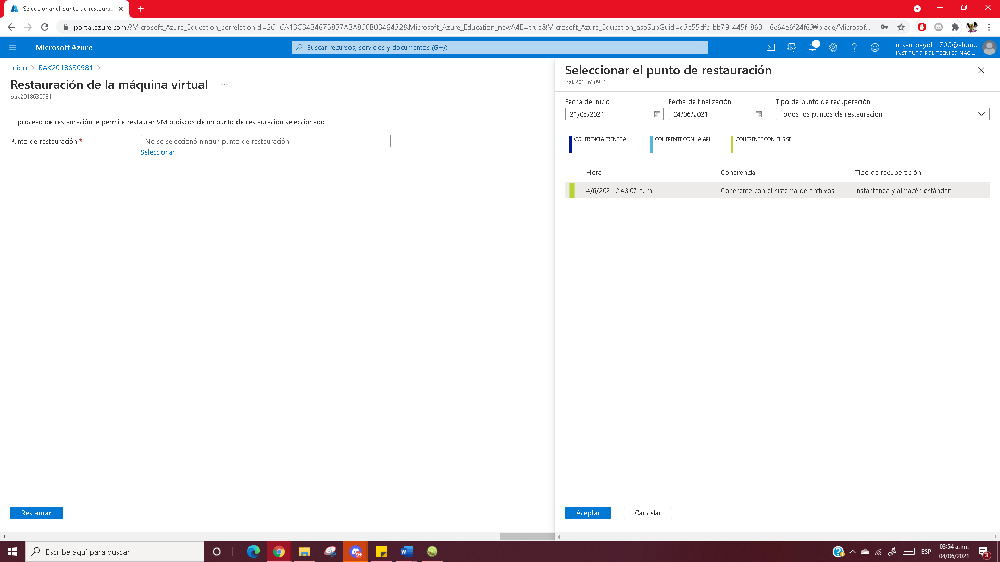 Seleccionar el punto de restaurac
portal.azure.com/?Microsoft_Azure_Education_correlationId=2C1CA1BCB4B4675837ABA800B0B46432&Microsoft_Azure_Education_newA4E=true&Microsoft_Azure_Education_asoSubGuid=d3e55dfc-bb79-445f-8631-6c64e6f24f63#blade/Microsof...
Microsoft Azure
Buscar recursos, servicios y documentos (G+/)
1
msampayoh1700@alum...
INSTITUTO POLITECNICO NACI...
Inicio > BAK2018630981 >
Restauración de la máquina virtual ...
bak2018630981
El proceso de restauración le permite restaurar VM o discos de un punto de restauración seleccionado.
Punto de restauración *
No se seleccionó ningún punto de restauración.
Seleccionar
Restaurar
Seleccionar el punto de restauración
bak2018630981
Fecha de inicio Fecha de finalización Tipo de punto de recuperación
21/05/2021 04/06/2021 Todos los puntos de restauración
COHERENCIA FRENTE A ... COHERENTE CON LA APL... COHERENTE CON EL SIST...
Hora Coherencia Tipo de recuperación
4/6/2021 2:43:07 a. m. Coherente con el sistema de archivos Instantánea y almacén estándar
Aceptar Cancelar
Escribe aquí para buscar
9+
ESP
03:54 a. m.
04/06/2021
3